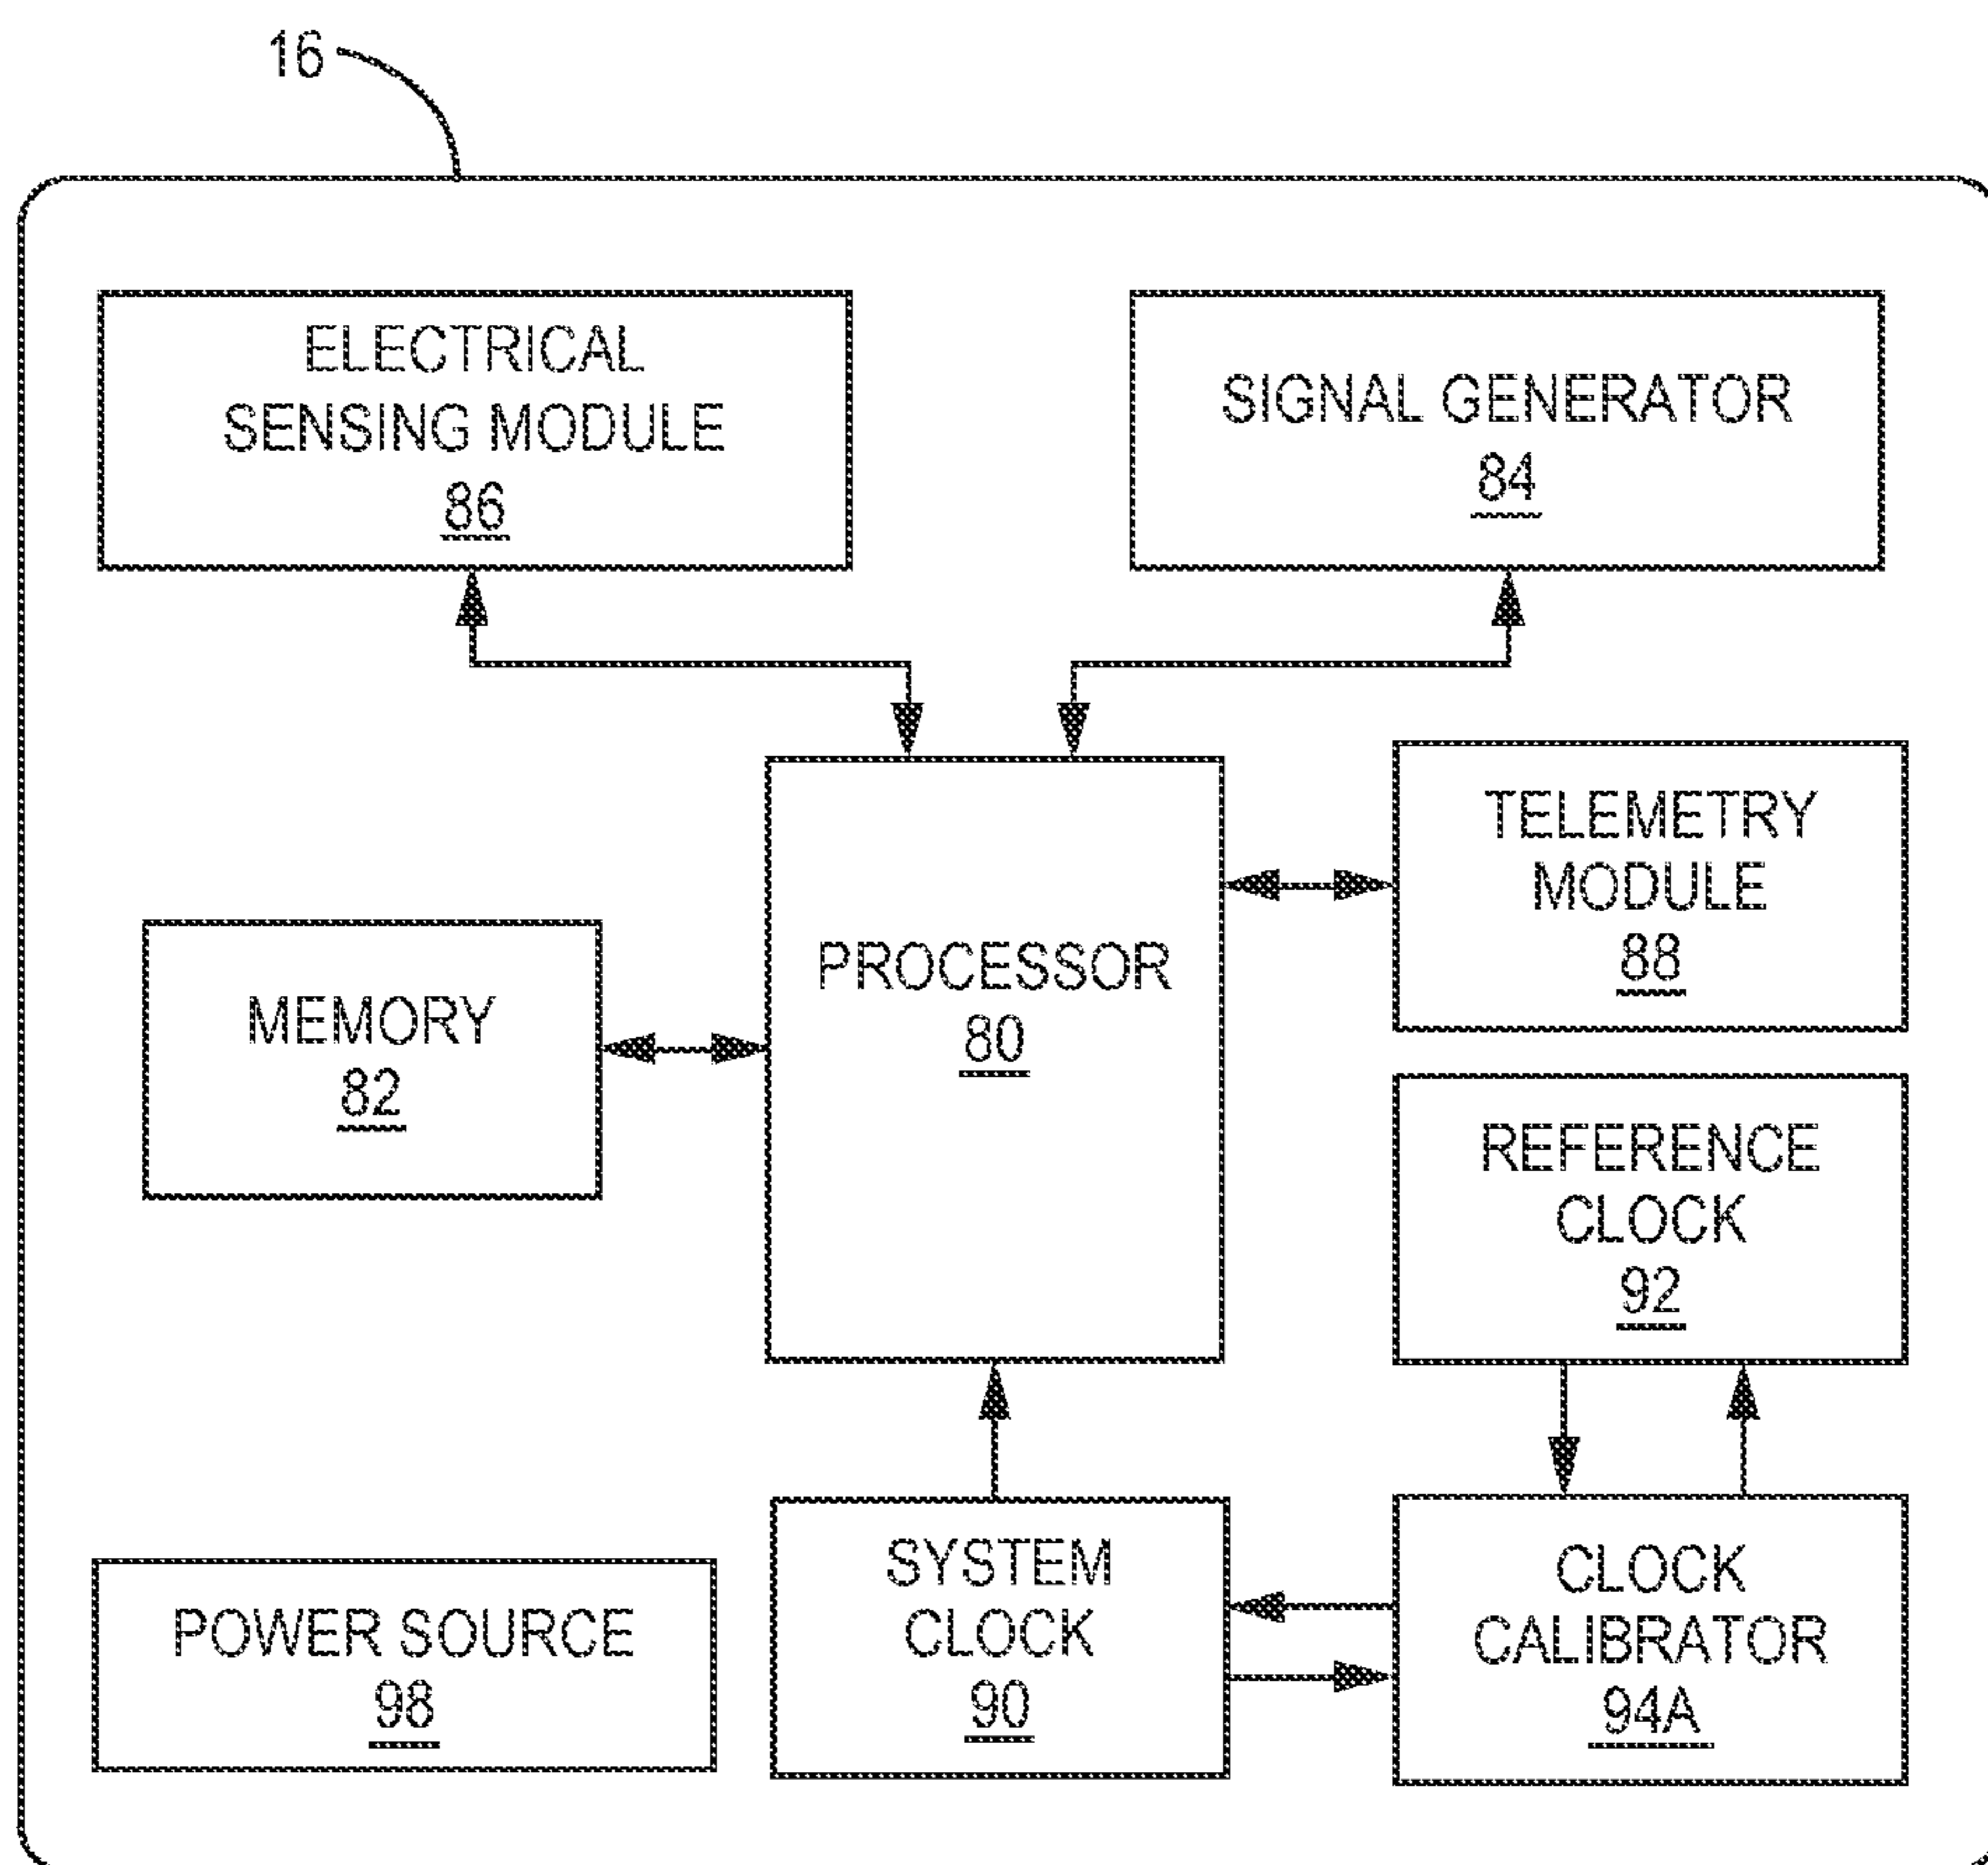 16
ELECTRICAL
SENSING MODULE
86
SIGNAL GENERATOR
84
TELEMETRY
MODULE
88
PROCESSOR
80
MEMORY
82
REFERENCE
CLOCK
92
SYSTEM
CLOCK
90
CLOCK
CALIBRATOR
94A
POWER SOURCE
98